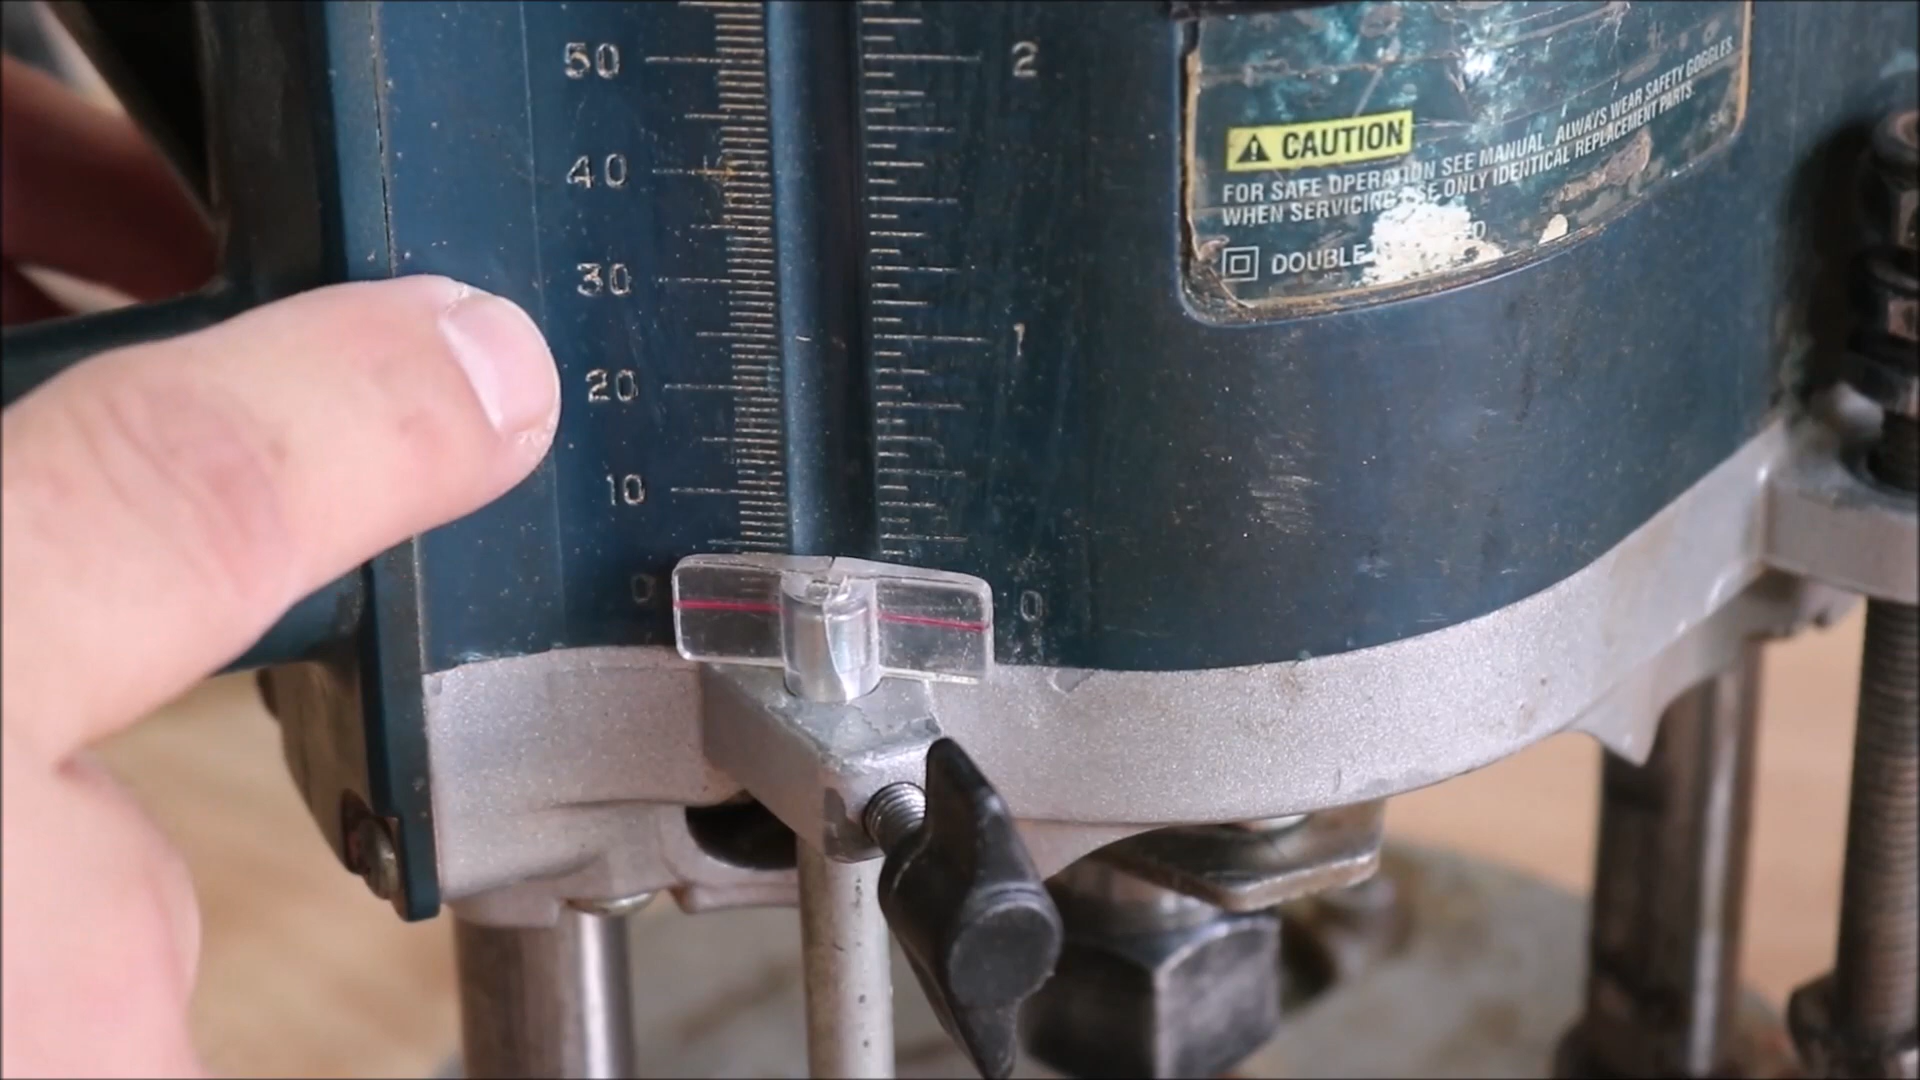 50 2
40
30
1
20
10
0 0
CAUTION
FOR SAFE OPERATION SEE MANUAL. ALWAYS WEAR SAFETY GOGGLES.
WHEN SERVICING USE ONLY IDENTICAL REPLACEMENT PARTS.
DOUBLE